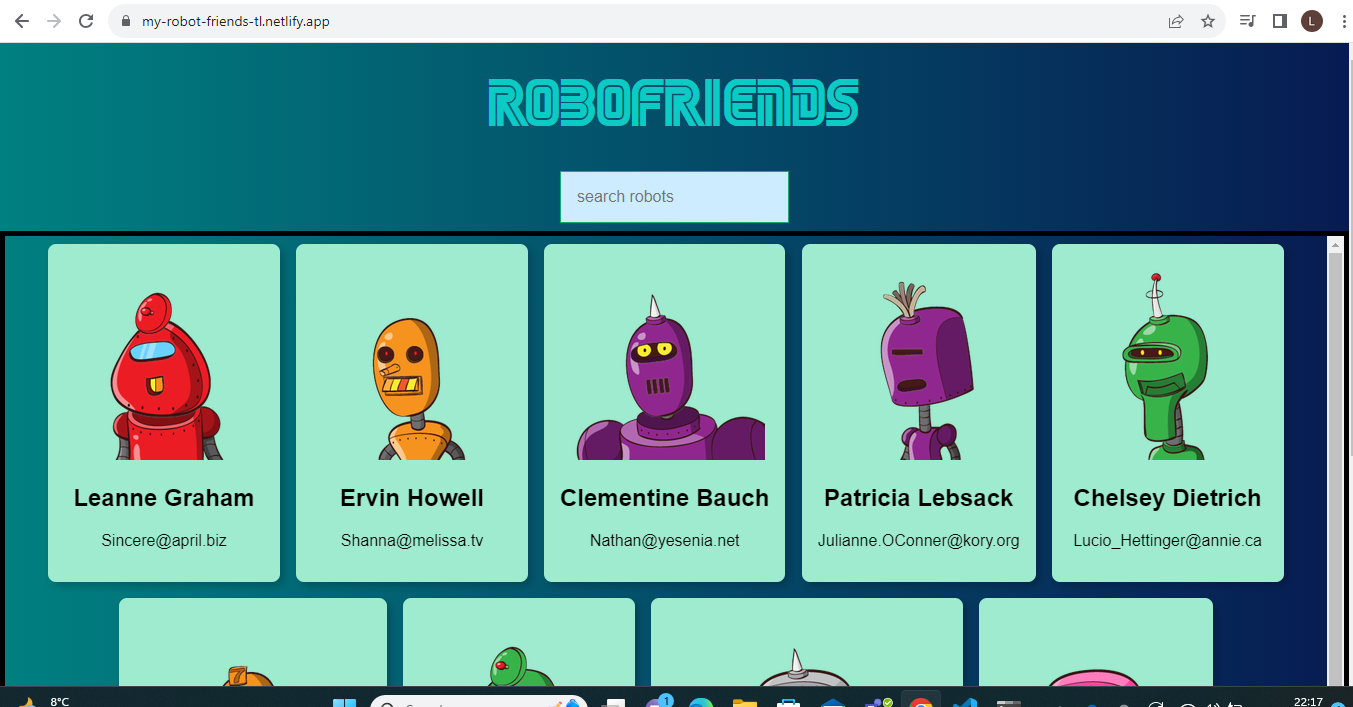 my-robot-friends-tl.netlify.app
L
ROBOFRIENDS
search robots
Leanne Graham
Ervin Howell
Clementine Bauch
Patricia Lebsack
Chelsey Dietrich
Sincere@april.biz
Shanna@melissa.tv
Nathan@yesenia.net
Julianne.OConner@kory.org
Lucio_Hettinger@annie.ca
7
8°C
1
22:17